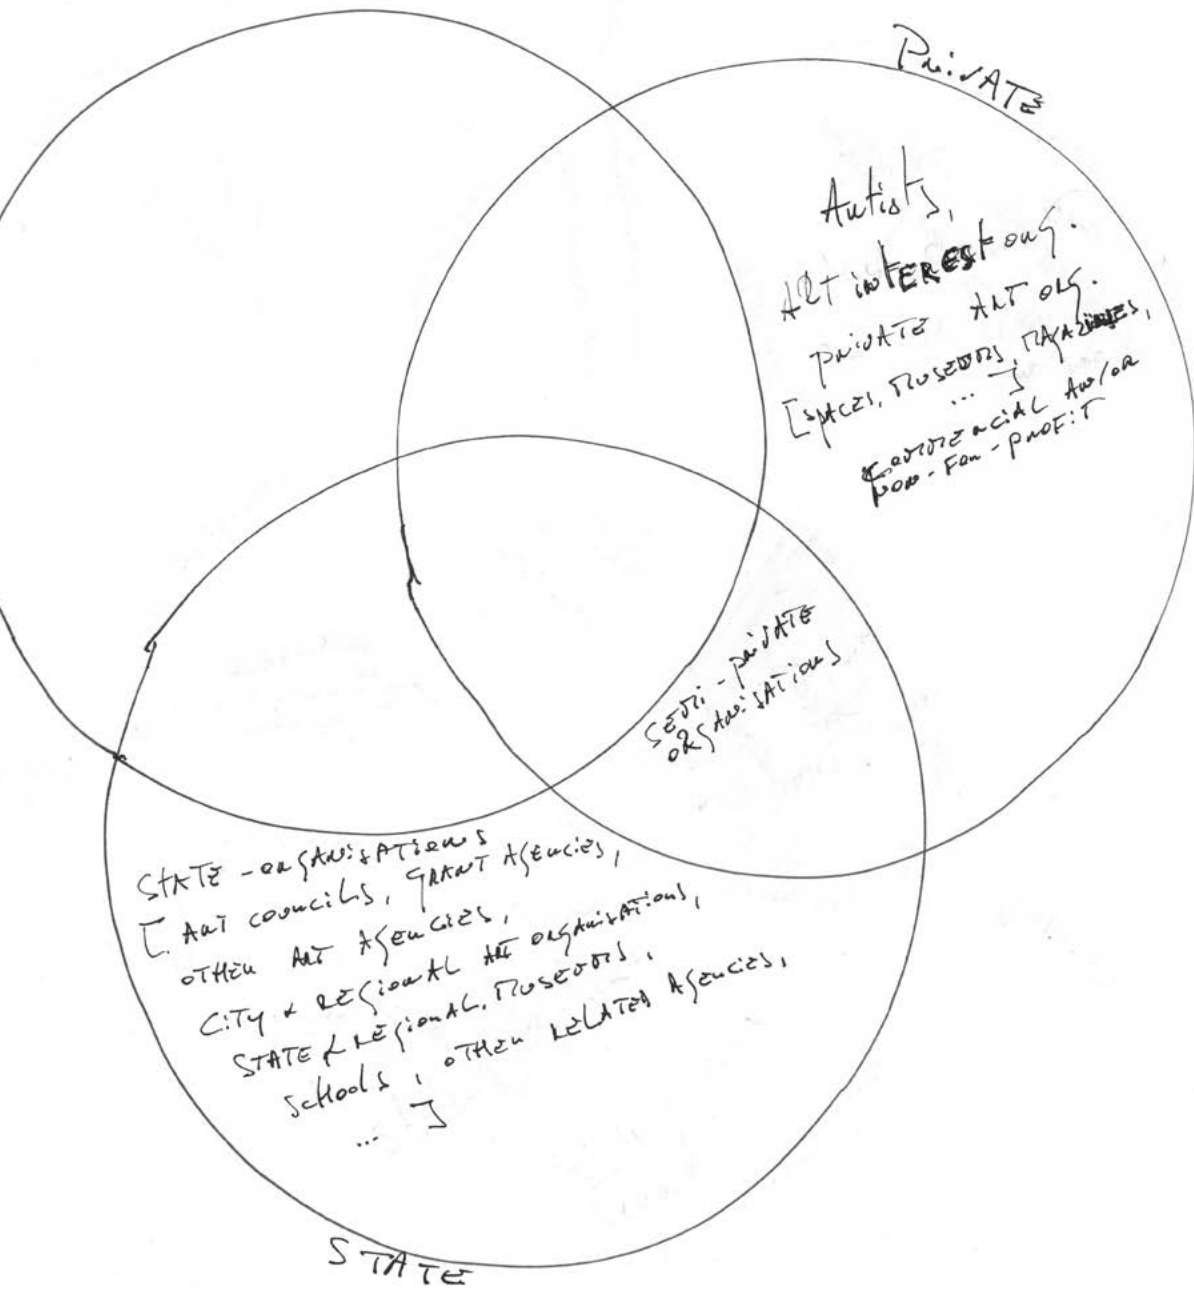 PRIVATE
Artists,
ART interEST org.
private ART org.
[spaces, museums, magazines,
... ]
commercial and/or
non-for-profit
semi-private
organisations
State-organisations
[ Art councils, grant agencies,
other art agencies,
City & regional art organisations,
State & regional, museums,
schools, other related agencies,
... ]
STATE